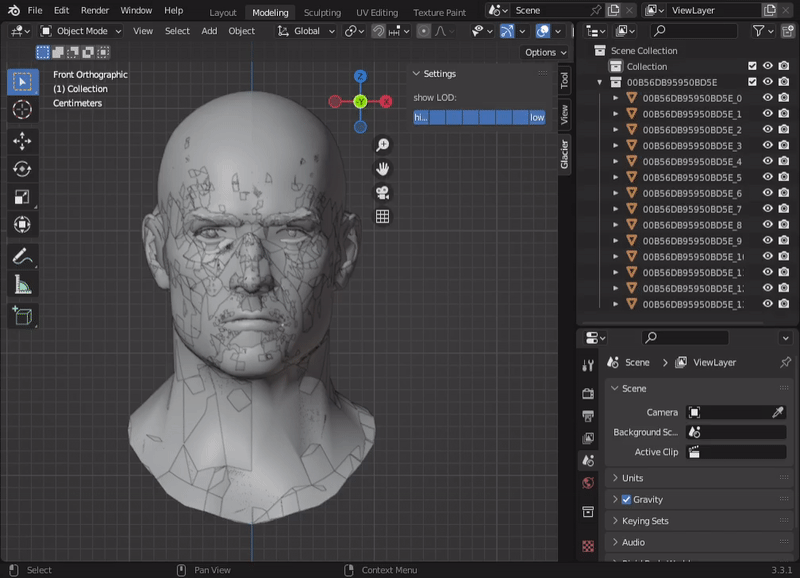 File Edit Render Window Help
Layout Modeling Sculpting UV Editing Texture Paint
Scene ViewLayer
Object Mode View Select Add Object Global
Options
Front Orthographic
(1) Collection
Centimeters
Z
X
-Y
Settings
show LOD:
hi... low
Tool
View
Glacier
Scene Collection
Collection
00B56DB95950BD5E
00B56DB95950BD5E_0
00B56DB95950BD5E_1
00B56DB95950BD5E_2
00B56DB95950BD5E_3
00B56DB95950BD5E_4
00B56DB95950BD5E_5
00B56DB95950BD5E_6
00B56DB95950BD5E_7
00B56DB95950BD5E_8
00B56DB95950BD5E_9
00B56DB95950BD5E_1
00B56DB95950BD5E_1
00B56DB95950BD5E_1
00B56DB95950BD5E_1
Scene ViewLayer
Scene
Camera
Background Sc...
Active Clip
Units
Gravity
Keying Sets
Audio
Select Pan View Context Menu 3.3.1